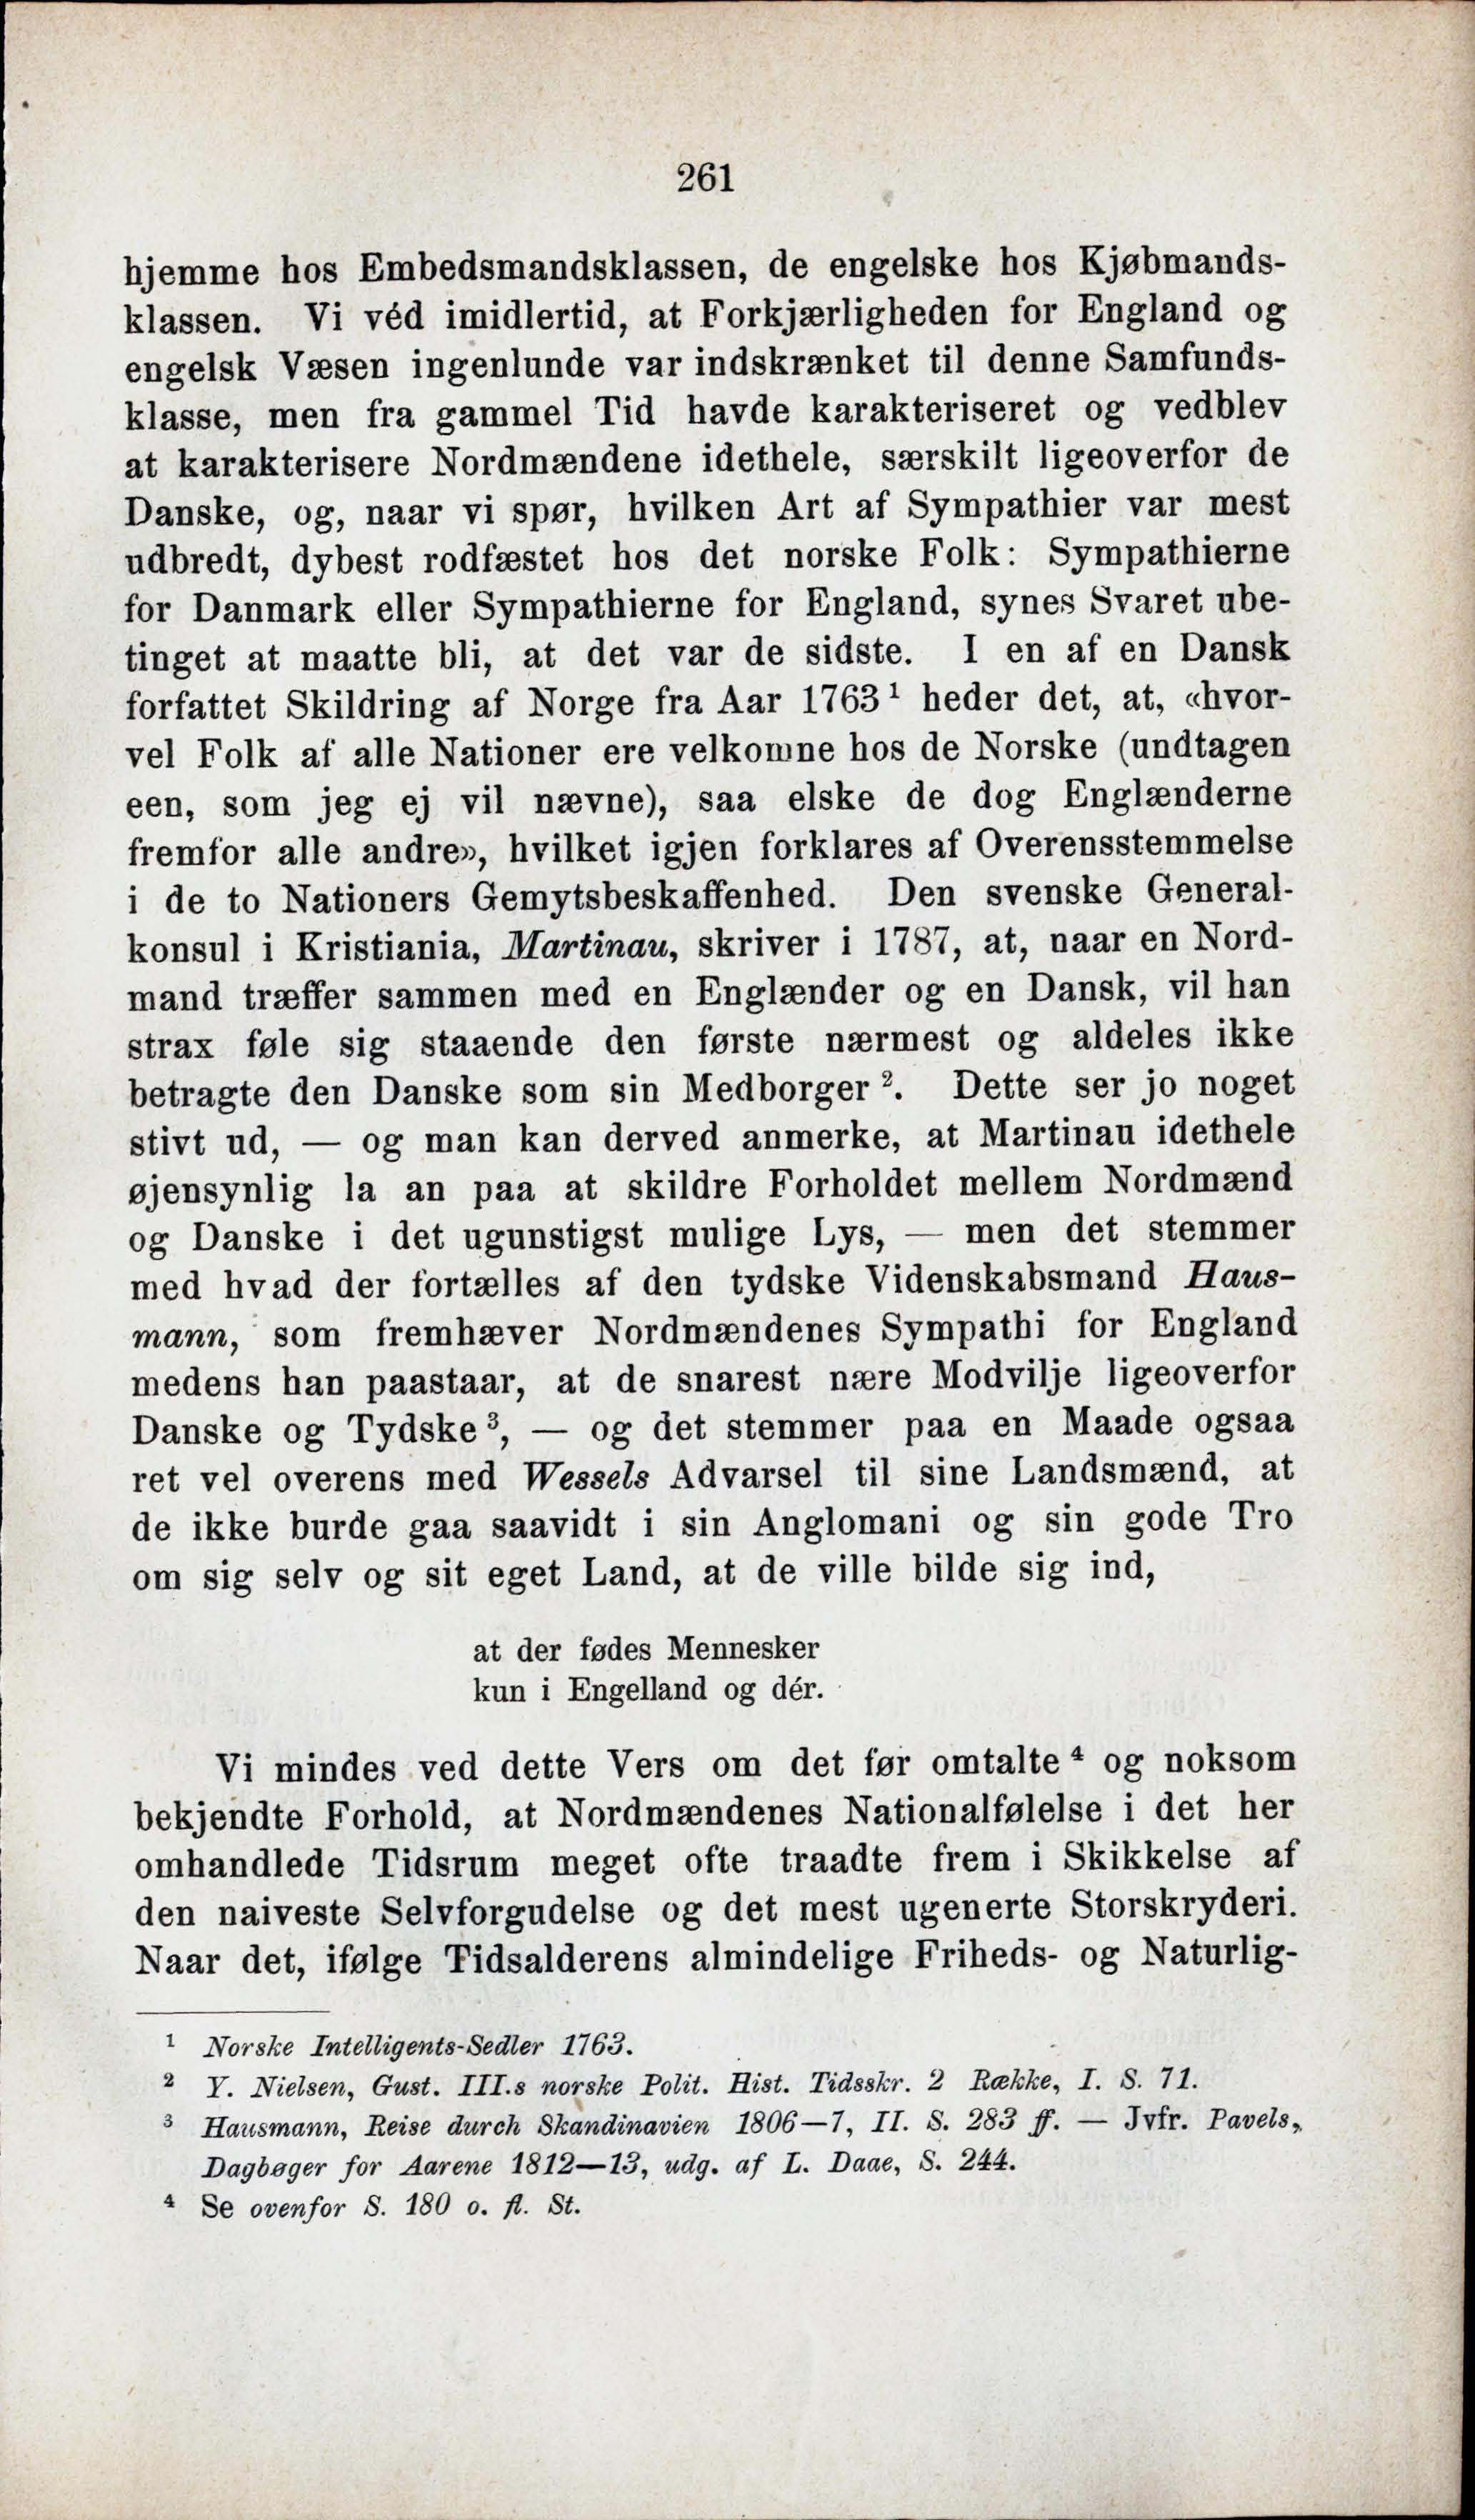 261
hjemme hos Embedsmandsklassen, de engelske hos Kjøbmands-
klassen. Vi véd imidlertid, at Forkjærligheden for England og
engelsk Væsen ingenlunde var indskrænket til denne Samfunds-
klasse, men fra gammel Tid havde karakteriseret og vedblev
at karakterisere Nordmændene idethele, særskilt ligeoverfor de
Danske, og, naar vi spør, hvilken Art af Sympathier var mest
udbredt, dybest rodfæstet hos det norske Folk: Sympathierne
for Danmark eller Sympathierne for England, synes Svaret ube-
tinget at maatte bli, at det var de sidste. I en af en Dansk
forfattet Skildring af Norge fra Aar 1763 ¹ heder det, at, «hvor-
vel Folk af alle Nationer ere velkomne hos de Norske (undtagen
een, som jeg ej vil nævne), saa elske de dog Englænderne
fremfor alle andre», hvilket igjen forklares af Overensstemmelse
i de to Nationers Gemytsbeskaffenhed. Den svenske General-
konsul i Kristiania, Martinau, skriver i 1787, at, naar en Nord-
mand træffer sammen med en Englænder og en Dansk, vil han
strax føle sig staaende den første nærmest og aldeles ikke
betragte den Danske som sin Medborger ². Dette ser jo noget
stivt ud, — og man kan derved anmerke, at Martinau idethele
øjensynlig la an paa at skildre Forholdet mellem Nordmænd
og Danske i det ugunstigst mulige Lys, — men det stemmer
med hvad der fortælles af den tydske Videnskabsmand Haus-
mann, som fremhæver Nordmændenes Sympathi for England
medens han paastaar, at de snarest nære Modvilje ligeoverfor
Danske og Tydske ³, — og det stemmer paa en Maade ogsaa
ret vel overens med Wessels Advarsel til sine Landsmænd, at
de ikke burde gaa saavidt i sin Anglomani og sin gode Tro
om sig selv og sit eget Land, at de ville bilde sig ind,
at der fødes Mennesker
kun i Engelland og dér.
Vi mindes ved dette Vers om det før omtalte ⁴ og noksom
bekjendte Forhold, at Nordmændenes Nationalfølelse i det her
omhandlede Tidsrum meget ofte traadte frem i Skikkelse af
den naiveste Selvforgudelse og det mest ugenerte Storskryderi.
Naar det, ifølge Tidsalderens almindelige Friheds- og Naturlig-
¹ Norske Intelligents-Sedler 1763.
² Y. Nielsen, Gust. III.s norske Polit. Hist. Tidsskr. 2 Række, I. S. 71.
³ Hausmann, Reise durch Skandinavien 1806—7, II. S. 283 ff. — Jvfr. Pavels,
Dagbøger for Aarene 1812—13, udg. af L. Daae, S. 244.
⁴ Se ovenfor S. 180 o. fl. St.